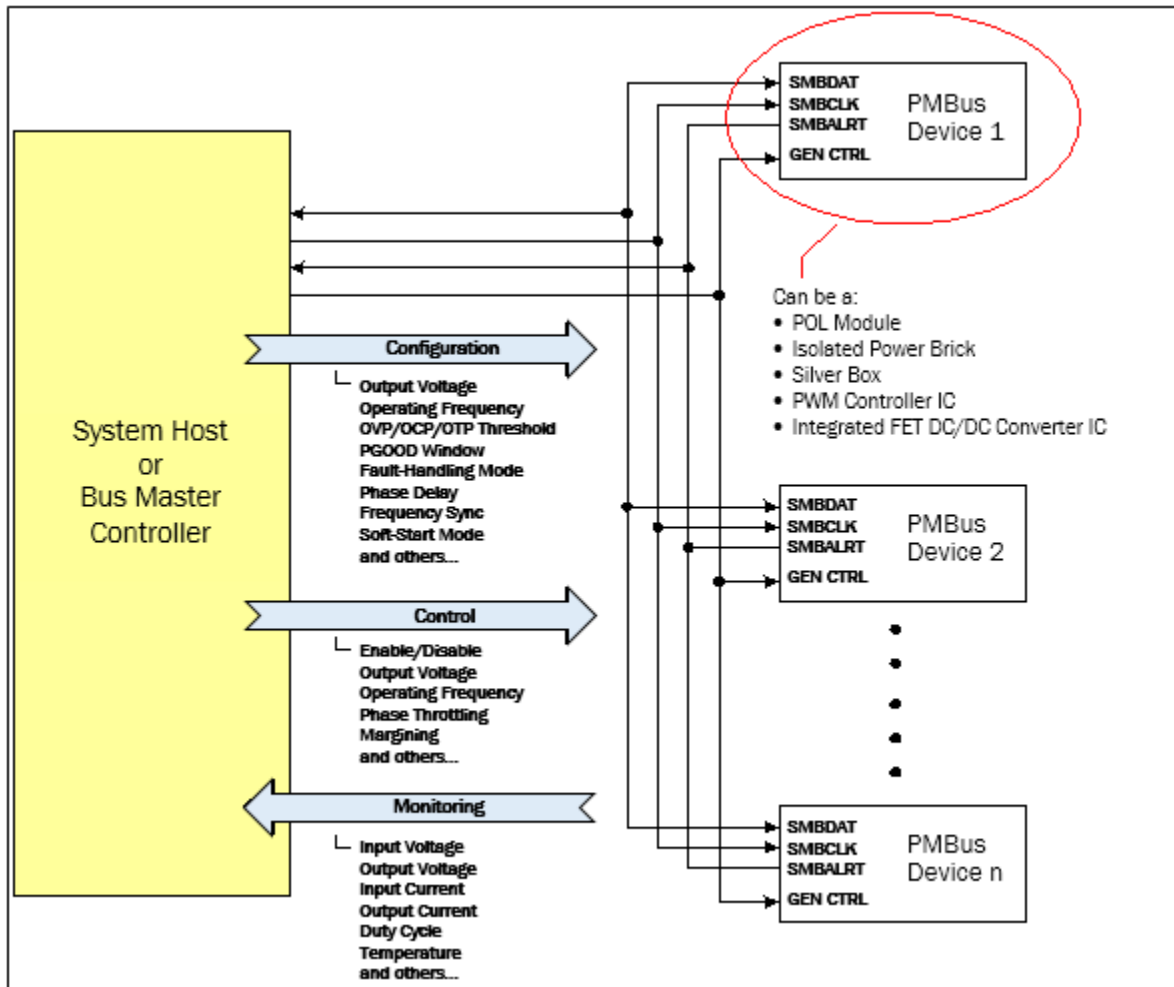 System Host
or
Bus Master
Controller
SMBDAT
SMBCLK
SMBALRT
GEN CTRL
PMBus
Device 1
Can be a:
• POL Module
• Isolated Power Brick
• Silver Box
• PWM Controller IC
• Integrated FET DC/DC Converter IC
Configuration
Output Voltage
Operating Frequency
OVP/OCP/OTP Threshold
PGOOD Window
Fault-Handling Mode
Phase Delay
Frequency Sync
Soft-Start Mode
and others...
SMBDAT
SMBCLK
SMBALRT
GEN CTRL
PMBus
Device 2
Control
Enable/Disable
Output Voltage
Operating Frequency
Phase Throttling
Margining
and others...
Monitoring
Input Voltage
Output Voltage
Input Current
Output Current
Duty Cycle
Temperature
and others...
SMBDAT
SMBCLK
SMBALRT
GEN CTRL
PMBus
Device n